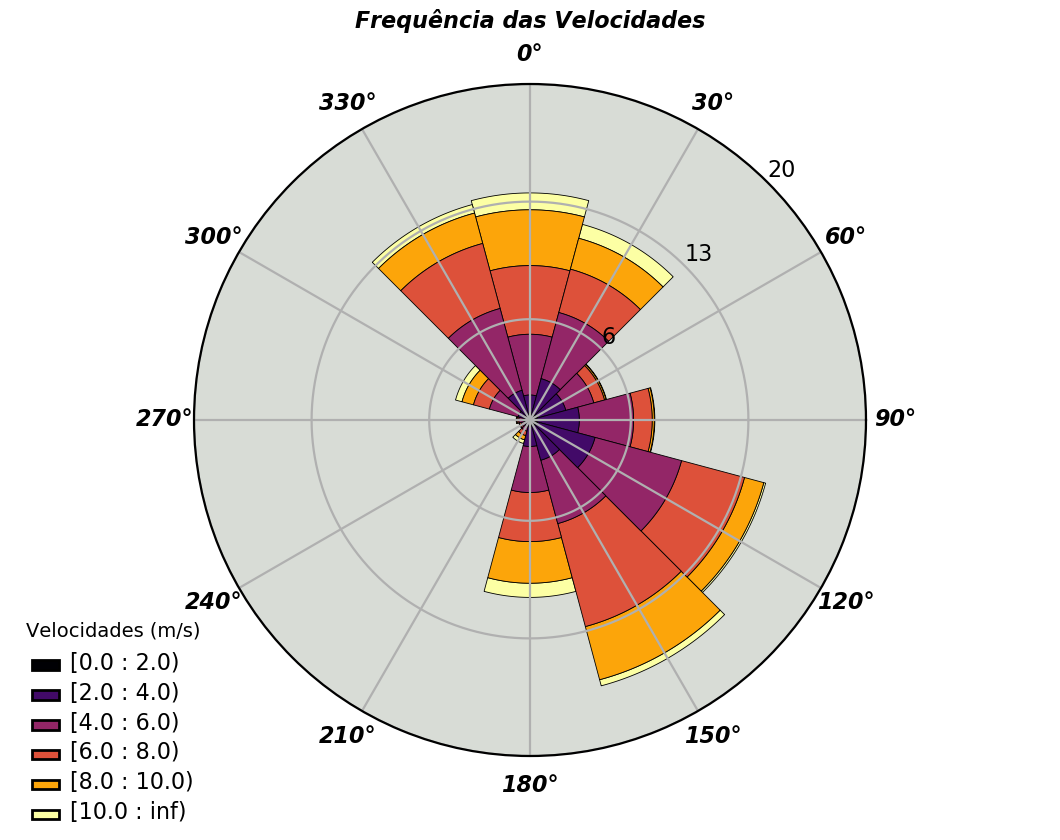 Frequência das Velocidades
0°
330°
30°
20
300°
60°
13
6
270°
90°
240°
120°
Velocidades (m/s)
[0.0 : 2.0)
[2.0 : 4.0)
[4.0 : 6.0)
210°
150°
[6.0 : 8.0)
180°
[8.0 : 10.0)
[10.0 : inf)